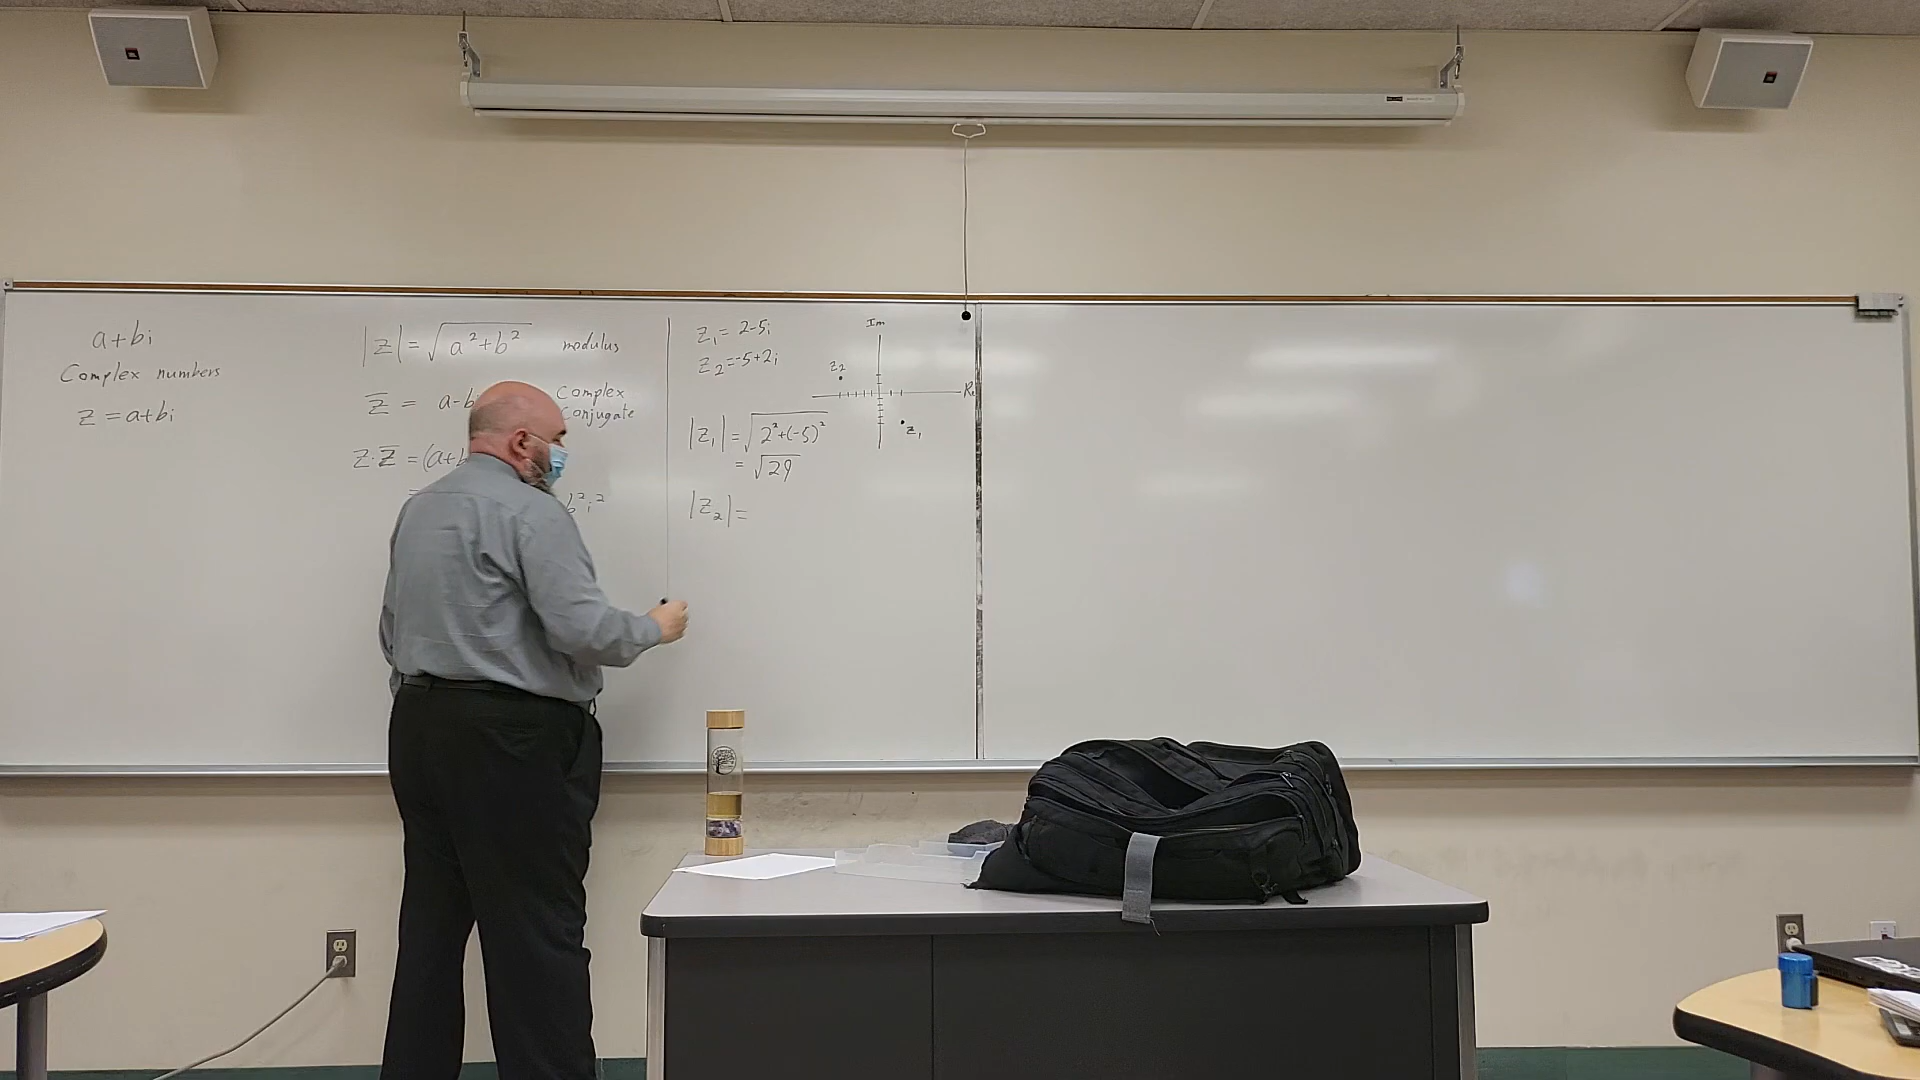 a+bi
Complex numbers
z = a+bi
|z| = √(a²+b²) modulus
z̅ = a-b
Complex
Conjugate
z·z̅ = (a+b
=
b²i²
z₁ = 2-5i
z₂ = -5+2i
|z₁| = √(2²+(-5)²)
= √29
|z₂| =
Im
Re
z₂
z₁